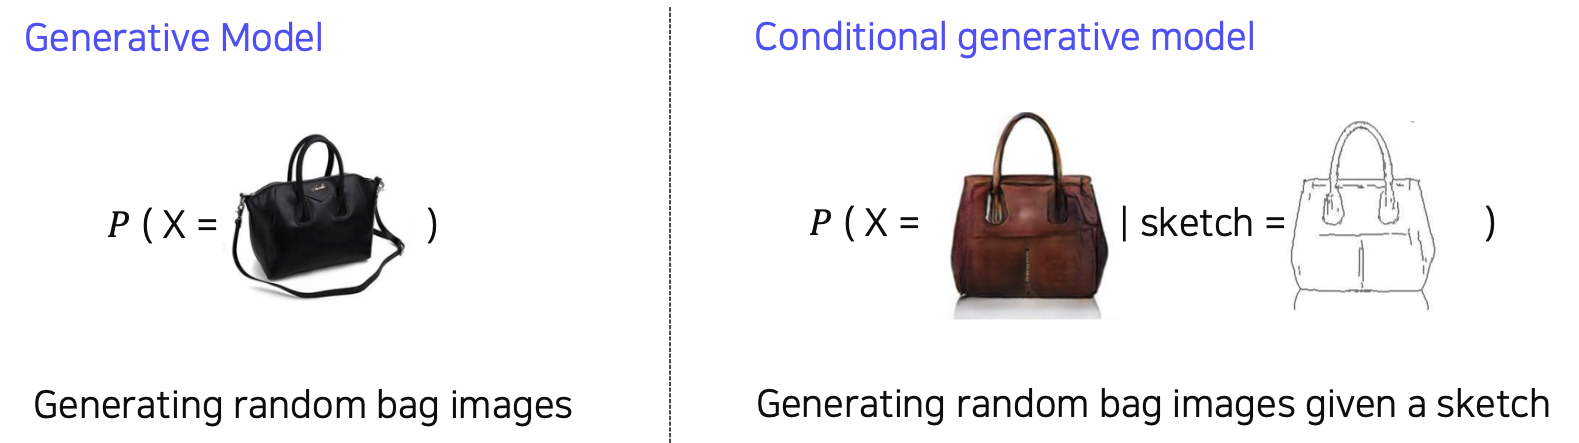 Generative Model
P ( X = )
Generating random bag images
Conditional generative model
P ( X = | sketch = )
Generating random bag images given a sketch